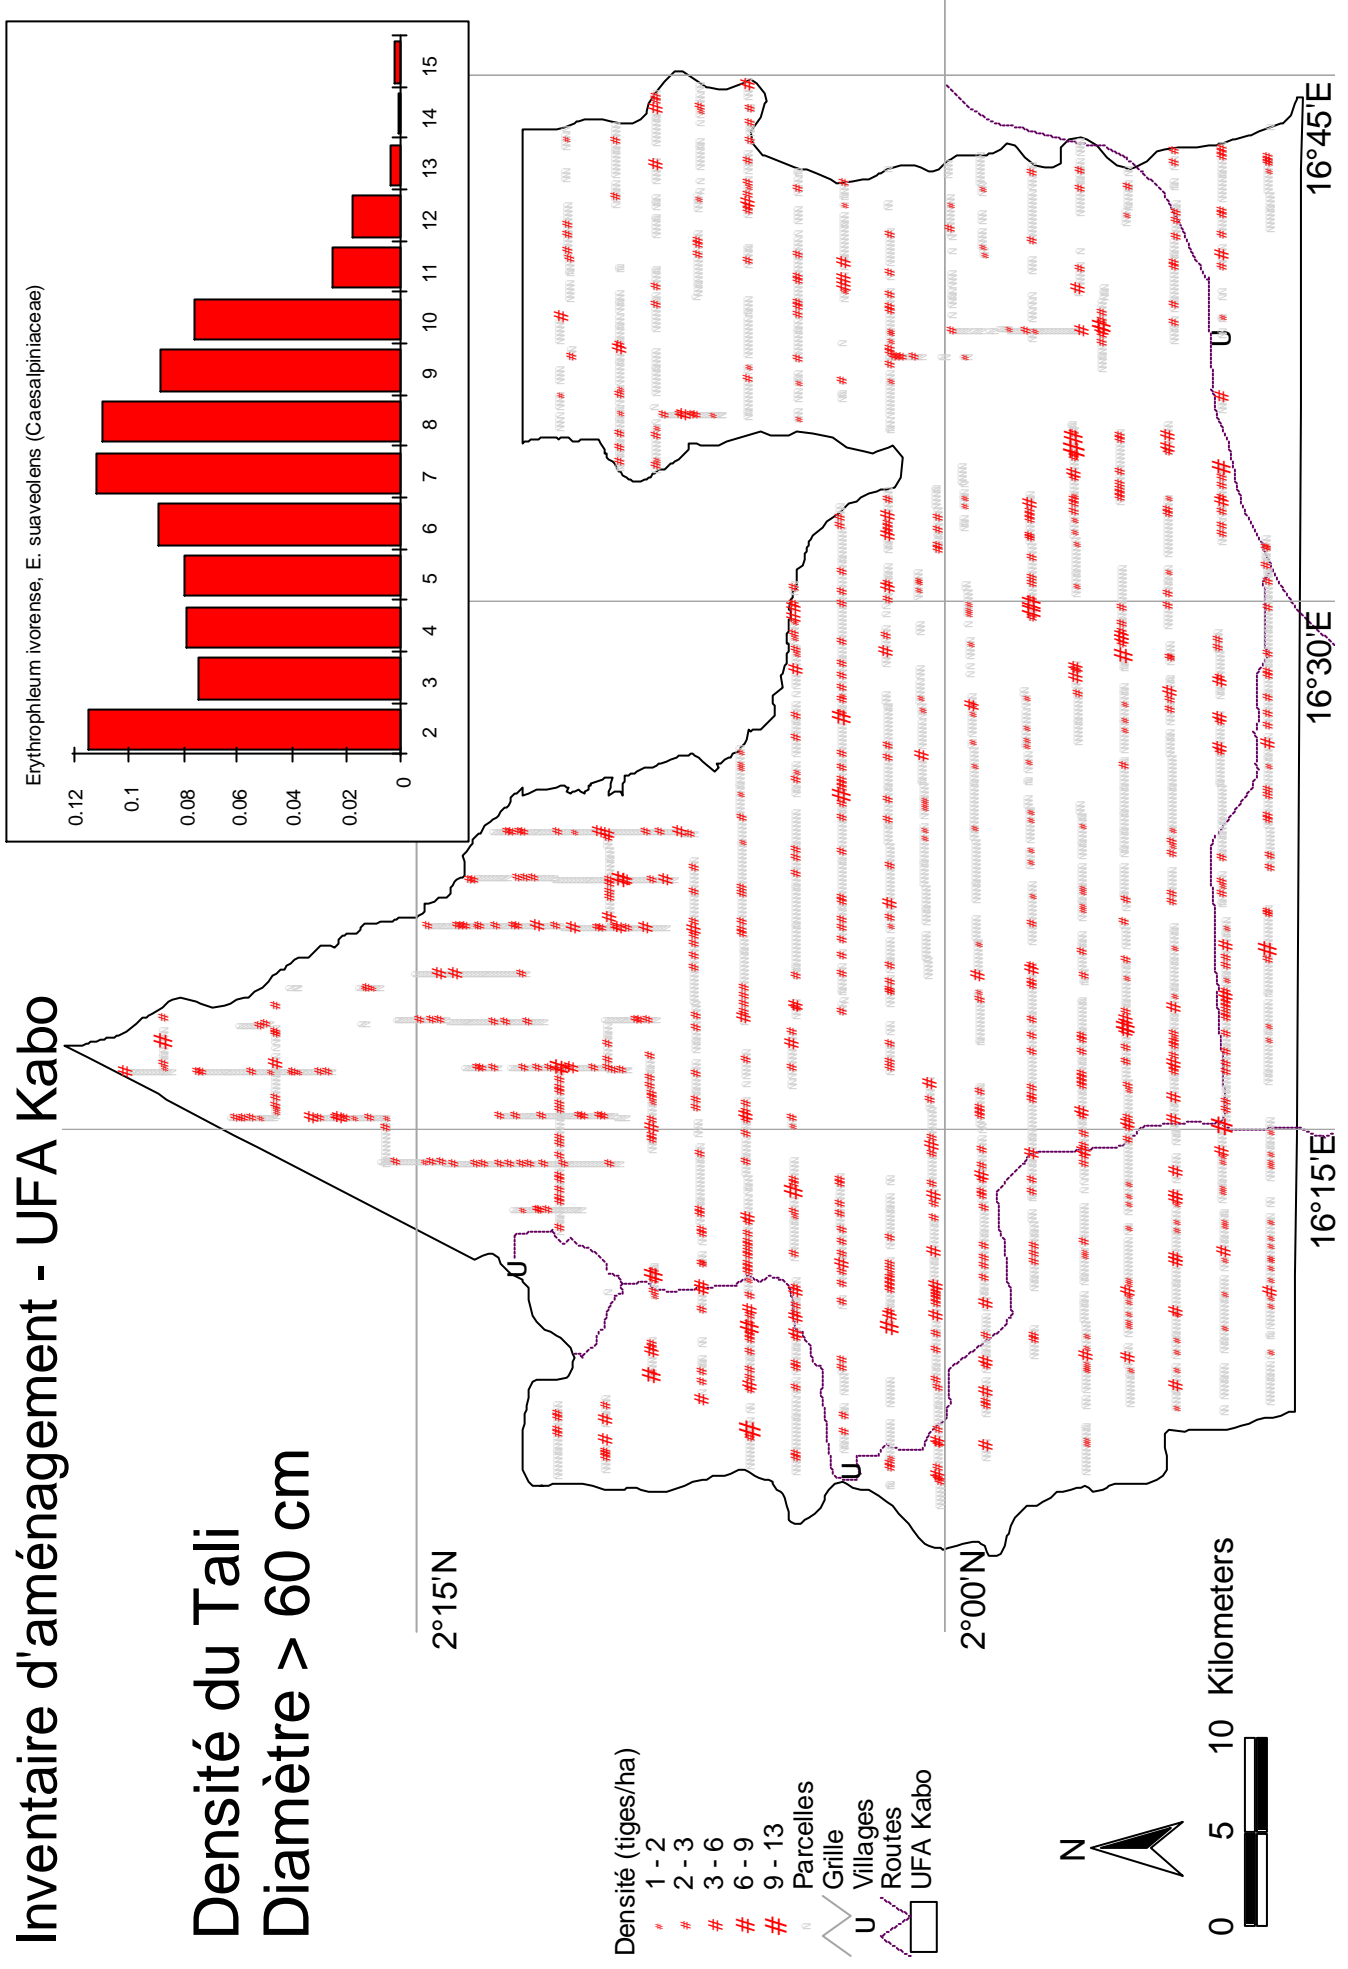 Inventaire d'aménagement - UFA Kabo
Densité du Tali
Diamètre > 60 cm
Erythrophleum ivorense, E. suaveolens (Caesalpiniaceae)
0.12
0.1
0.08
0.06
0.04
0.02
0
2 3 4 5 6 7 8 9 10 11 12 13 14 15
2°15'N
2°00'N
16°15'E
16°30'E
16°45'E
U
U
U
Densité (tiges/ha)
1 - 2
2 - 3
3 - 6
6 - 9
9 - 13
Parcelles
Grille
U Villages
Routes
UFA Kabo
N
0 5 10 Kilometers